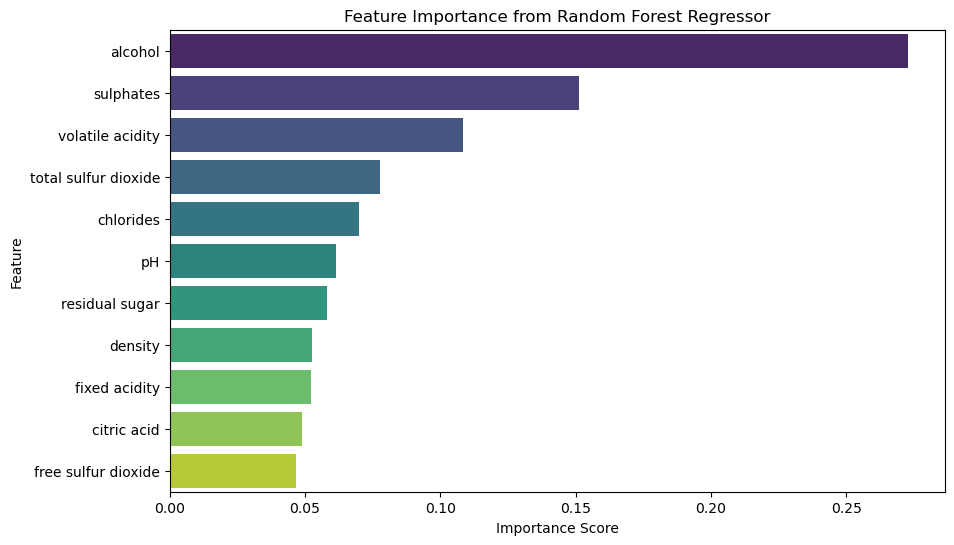 Feature Importance from Random Forest Regressor
alcohol
sulphates
volatile acidity
total sulfur dioxide
chlorides
pH
residual sugar
density
fixed acidity
citric acid
free sulfur dioxide
Feature
0.00 0.05 0.10 0.15 0.20 0.25
Importance Score